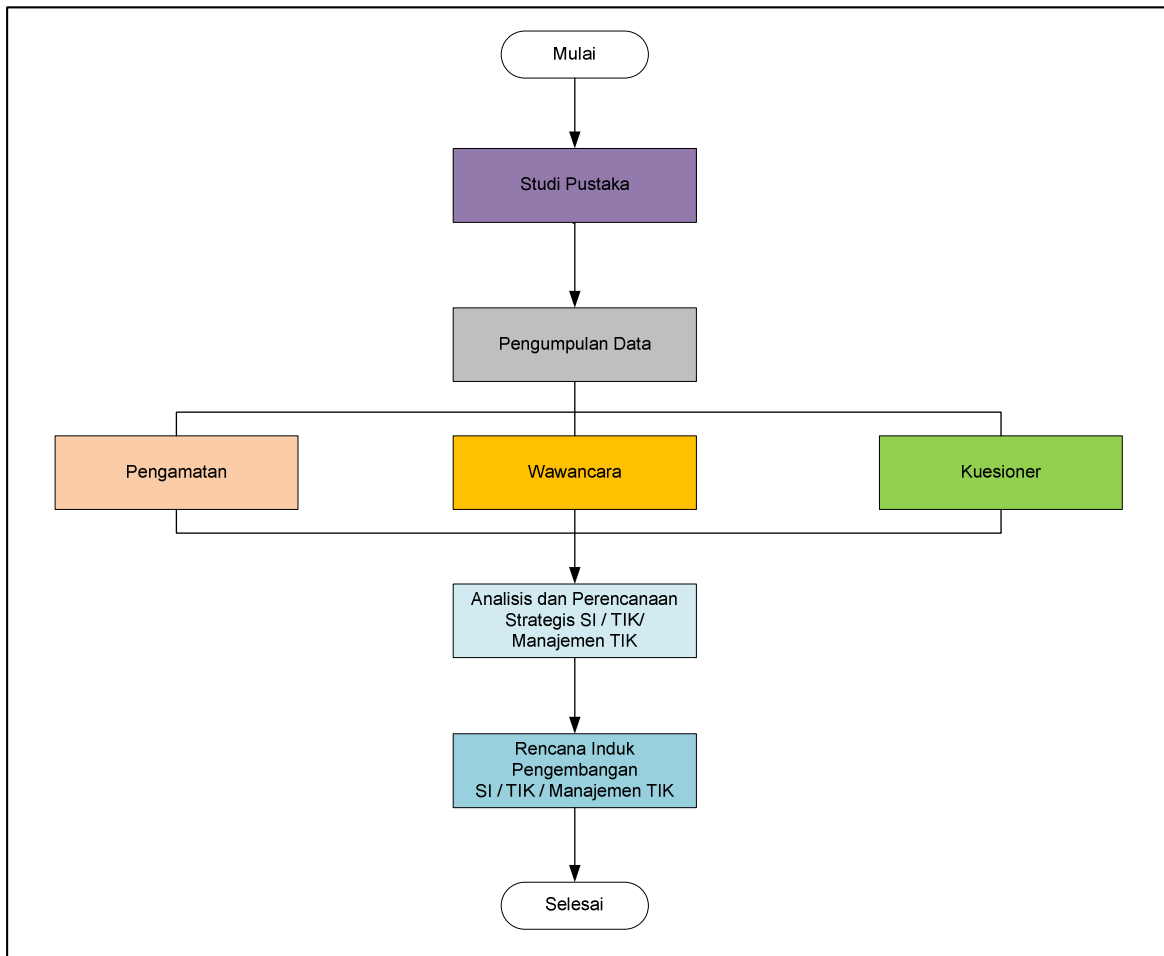 Mulai
Studi Pustaka
Pengumpulan Data
Pengamatan
Wawancara
Kuesioner
Analisis dan Perencanaan
Strategis SI / TIK/
Manajemen TIK
Rencana Induk
Pengembangan
SI / TIK / Manajemen TIK
Selesai